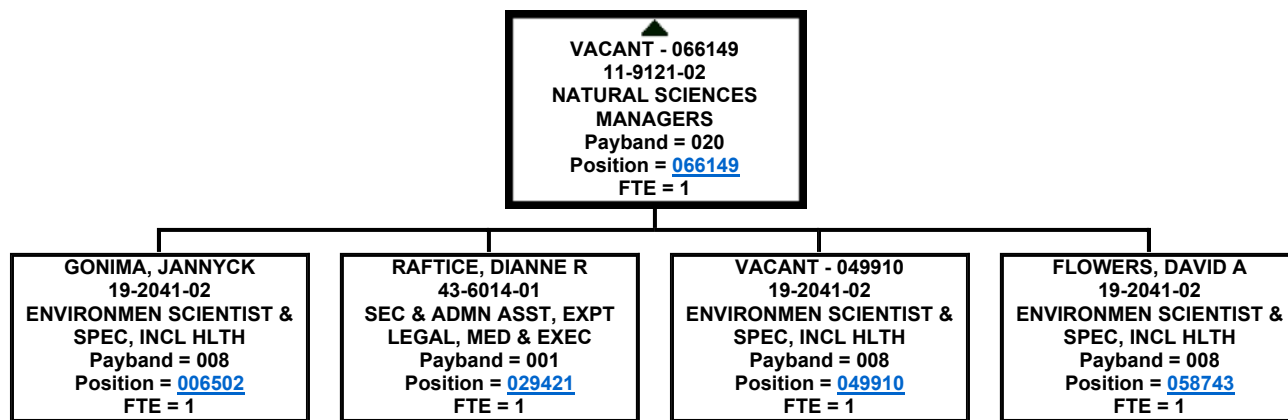 VACANT - 066149
11-9121-02
NATURAL SCIENCES
MANAGERS
Payband = 020
Position = 066149
FTE = 1
GONIMA, JANNYCK
19-2041-02
ENVIRONMEN SCIENTIST &
SPEC, INCL HLTH
Payband = 008
Position = 006502
FTE = 1
RAFTICE, DIANNE R
43-6014-01
SEC & ADMN ASST, EXPT
LEGAL, MED & EXEC
Payband = 001
Position = 029421
FTE = 1
VACANT - 049910
19-2041-02
ENVIRONMEN SCIENTIST &
SPEC, INCL HLTH
Payband = 008
Position = 049910
FTE = 1
FLOWERS, DAVID A
19-2041-02
ENVIRONMEN SCIENTIST &
SPEC, INCL HLTH
Payband = 008
Position = 058743
FTE = 1